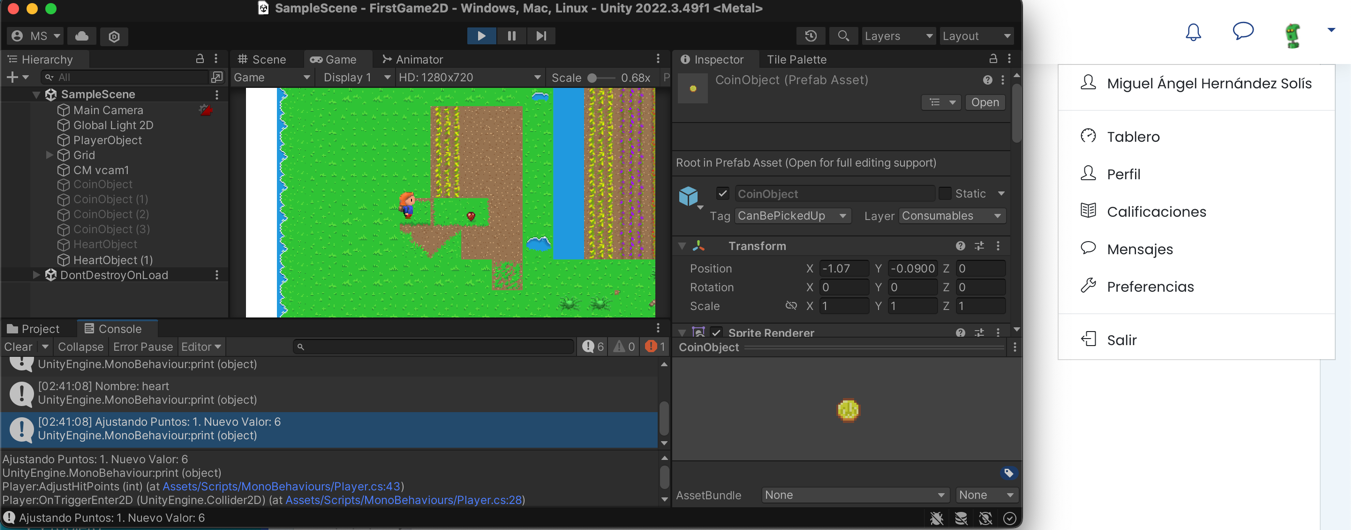 SampleScene - FirstGame2D - Windows, Mac, Linux - Unity 2022.3.49f1 <Metal>
MS
Layers
Layout
Hierarchy
All
SampleScene
Main Camera
Global Light 2D
PlayerObject
Grid
CM vcam1
CoinObject
CoinObject (1)
CoinObject (2)
CoinObject (3)
HeartObject
HeartObject (1)
DontDestroyOnLoad
Scene
Game
Animator
Game
Display 1
HD: 1280x720
Scale
0.68x
P
Inspector
Tile Palette
CoinObject (Prefab Asset)
Open
Root in Prefab Asset (Open for full editing support)
CoinObject
Static
Tag
CanBePickedUp
Layer
Consumables
Transform
Position
X
-1.07
Y
-0.0900
Z
0
Rotation
X
0
Y
0
Z
0
Scale
X
1
Y
1
Z
1
Sprite Renderer
CoinObject
AssetBundle
None
None
Project
Console
Clear
Collapse
Error Pause
Editor
6
0
1
UnityEngine.MonoBehaviour:print (object)
[02:41:08] Nombre: heart
UnityEngine.MonoBehaviour:print (object)
[02:41:08] Ajustando Puntos: 1. Nuevo Valor: 6
UnityEngine.MonoBehaviour:print (object)
Ajustando Puntos: 1. Nuevo Valor: 6
UnityEngine.MonoBehaviour:print (object)
Player:AdjustHitPoints (int) (at Assets/Scripts/MonoBehaviours/Player.cs:43)
Player:OnTriggerEnter2D (UnityEngine.Collider2D) (at Assets/Scripts/MonoBehaviours/Player.cs:28)
Ajustando Puntos: 1. Nuevo Valor: 6
Miguel Ángel Hernández Solís
Tablero
Perfil
Calificaciones
Mensajes
Preferencias
Salir